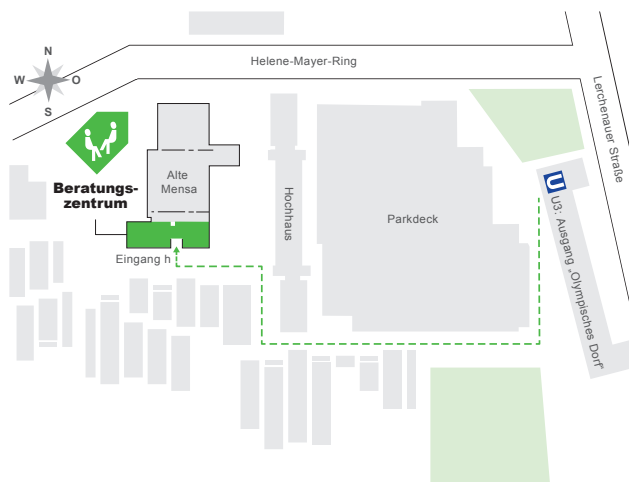 N
W O
S
Helene-Mayer-Ring
Lerchenauer Straße
Beratungs-
zentrum
Alte
Mensa
Hochhaus
Parkdeck
U
U3: Ausgang „Olympisches Dorf“
Eingang h